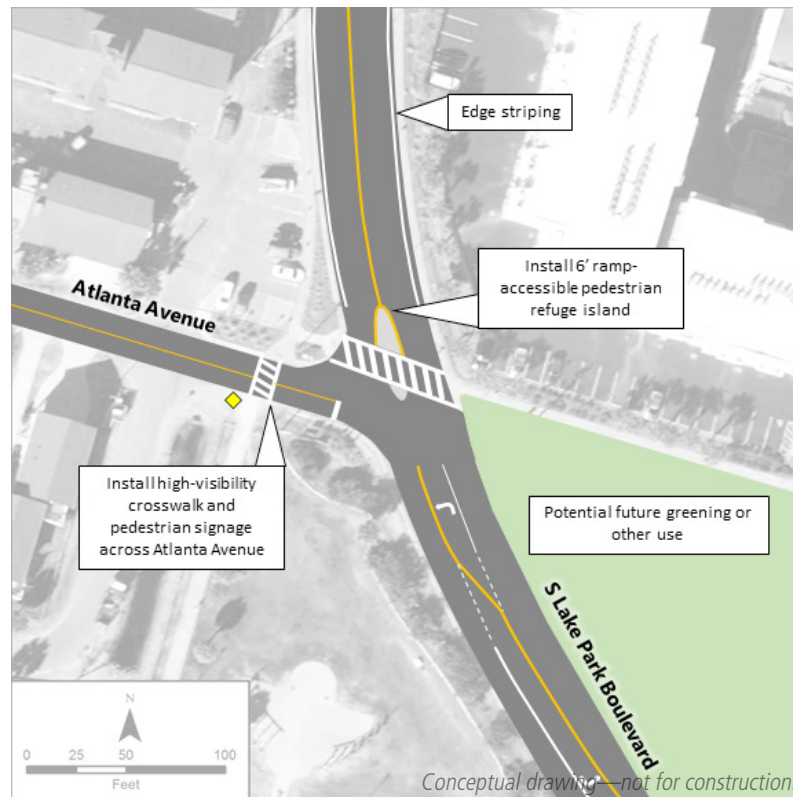 Edge striping
Install 6’ ramp-
accessible pedestrian
refuge island
Atlanta Avenue
Install high-visibility
crosswalk and
pedestrian signage
across Atlanta Avenue
Potential future greening or
other use
S Lake Park Boulevard
N
0 25 50 100
Feet
Conceptual drawing—not for construction.